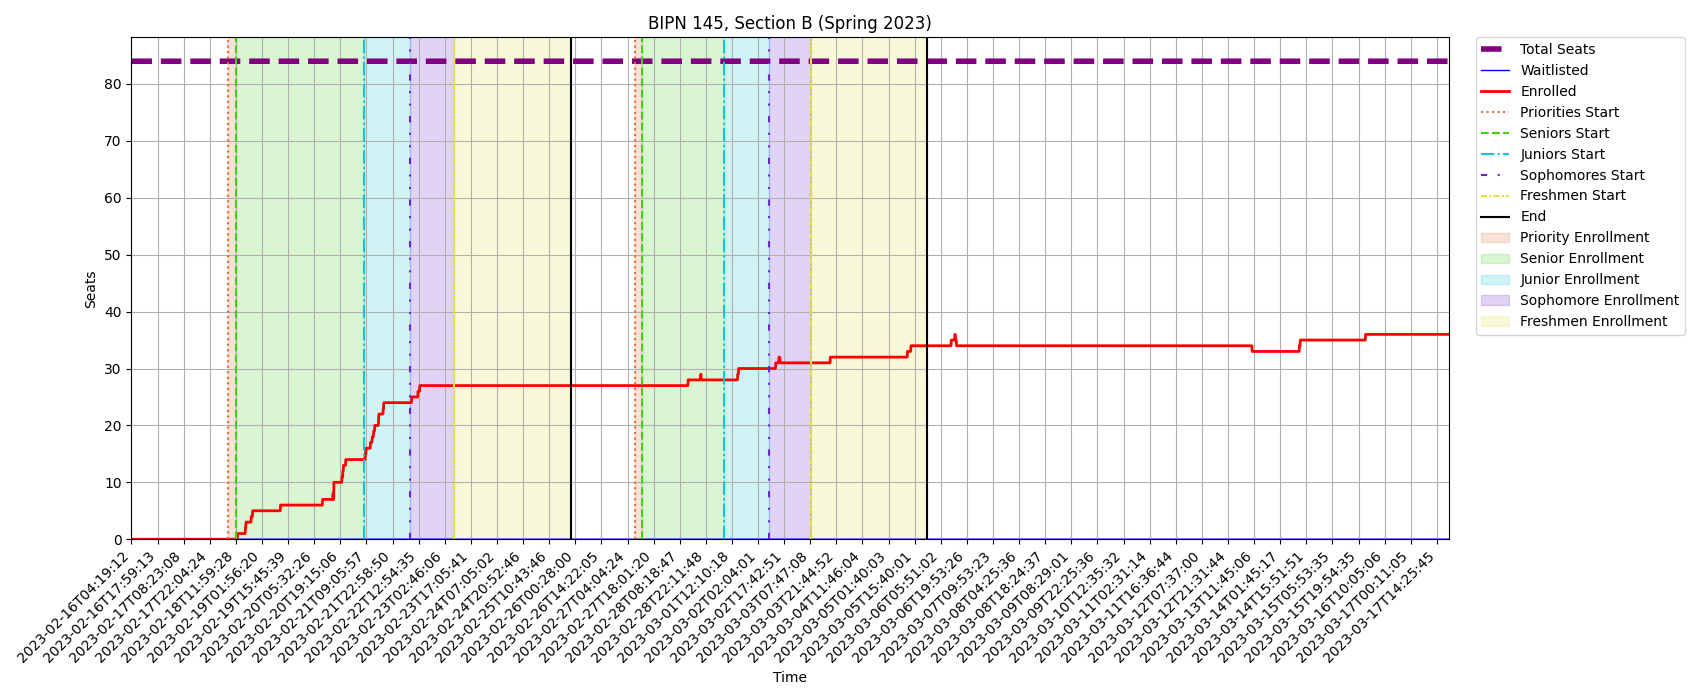 BIPN 145, Section B (Spring 2023)
Seats
80
70
60
50
40
30
20
10
0
2023-02-16T04:19:12
2023-02-16T17:59:13
2023-02-17T08:23:08
2023-02-17T22:04:24
2023-02-18T11:59:28
2023-02-19T01:56:20
2023-02-19T15:45:39
2023-02-20T05:32:26
2023-02-20T19:15:06
2023-02-21T09:05:57
2023-02-21T22:58:50
2023-02-22T12:54:35
2023-02-23T02:46:06
2023-02-23T17:05:41
2023-02-24T07:05:02
2023-02-24T20:52:46
2023-02-25T10:43:46
2023-02-26T00:28:00
2023-02-26T14:22:05
2023-02-27T04:04:24
2023-02-27T18:01:20
2023-02-28T08:18:47
2023-02-28T22:11:48
2023-03-01T12:10:18
2023-03-02T02:04:01
2023-03-02T17:42:51
2023-03-03T07:47:08
2023-03-03T21:44:52
2023-03-04T11:46:04
2023-03-05T01:40:03
2023-03-05T15:40:01
2023-03-06T05:51:02
2023-03-06T19:53:26
2023-03-07T09:53:23
2023-03-08T04:25:36
2023-03-08T18:24:37
2023-03-09T08:29:01
2023-03-09T22:25:36
2023-03-10T12:35:32
2023-03-11T02:31:14
2023-03-11T16:36:44
2023-03-12T07:37:00
2023-03-12T21:31:44
2023-03-13T11:45:06
2023-03-14T01:45:17
2023-03-14T15:51:51
2023-03-15T05:53:35
2023-03-15T19:54:35
2023-03-16T10:05:06
2023-03-17T00:11:05
2023-03-17T14:25:45
Time
Total Seats
Waitlisted
Enrolled
Priorities Start
Seniors Start
Juniors Start
Sophomores Start
Freshmen Start
End
Priority Enrollment
Senior Enrollment
Junior Enrollment
Sophomore Enrollment
Freshmen Enrollment